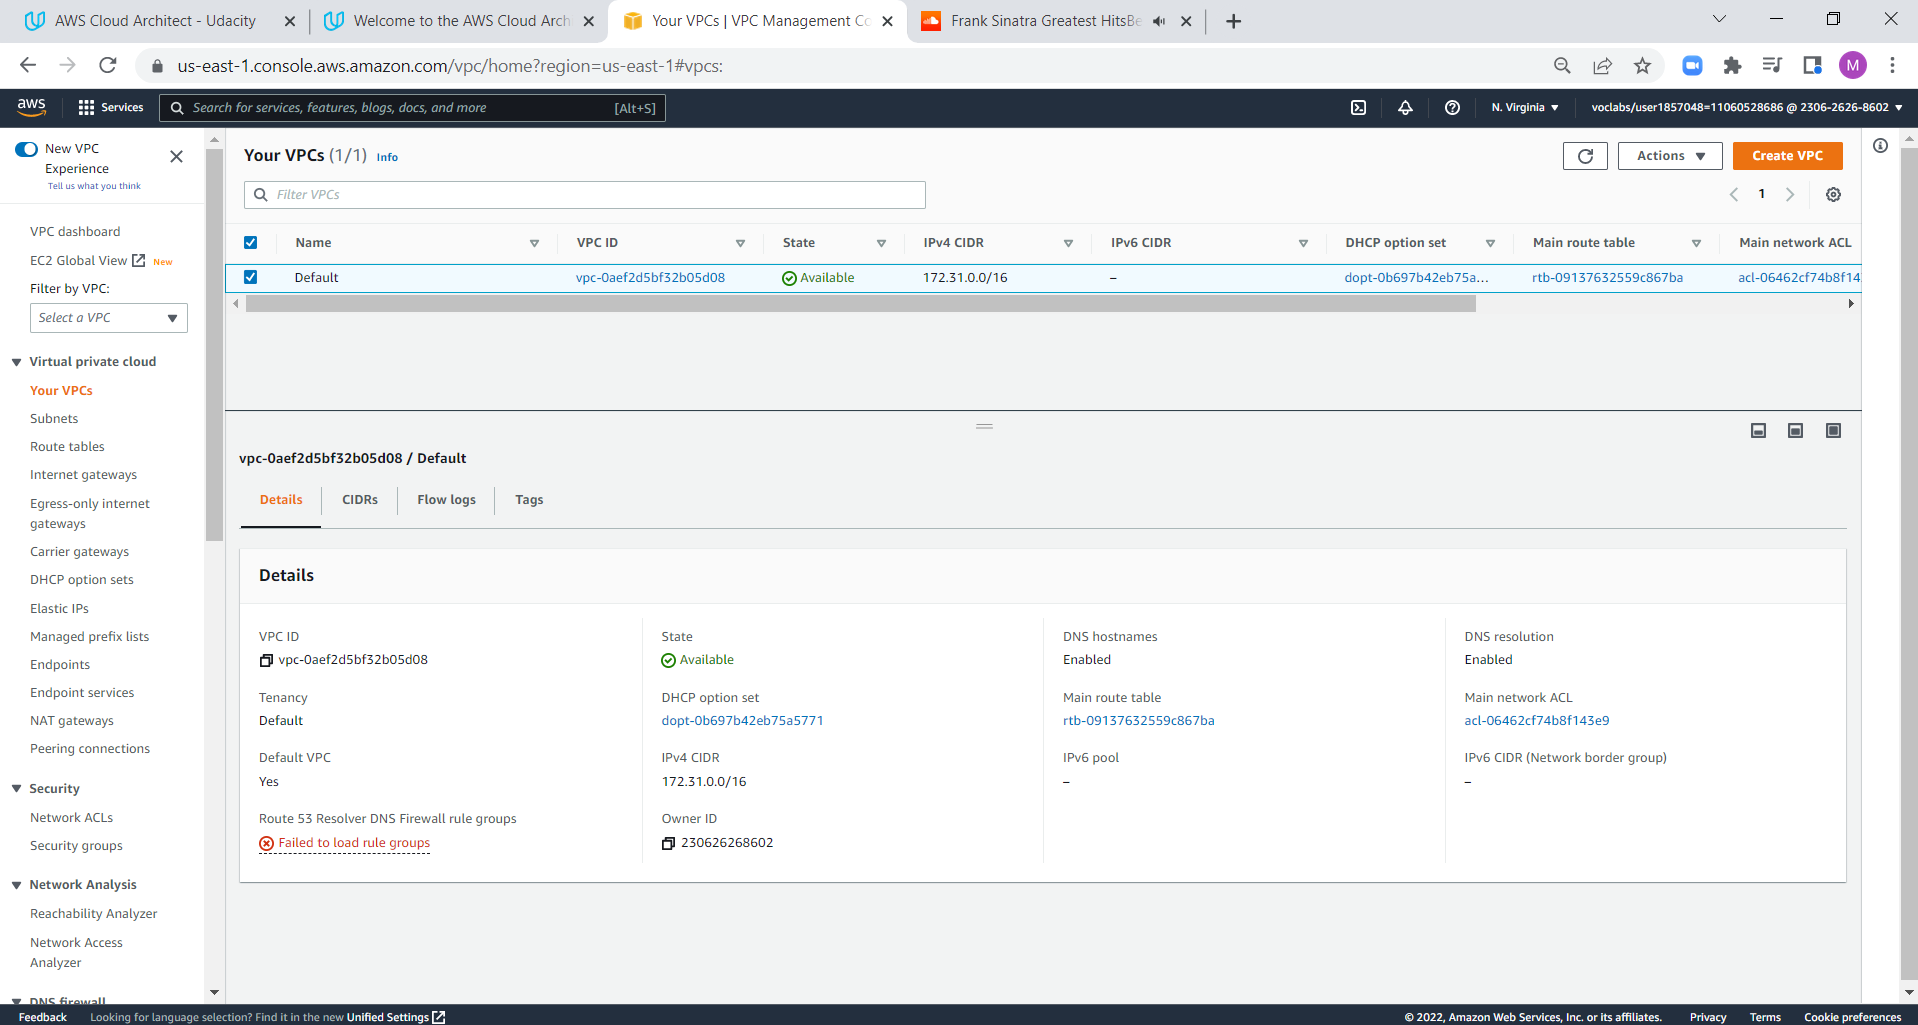 AWS Cloud Architect - Udacity
Welcome to the AWS Cloud Arch
Your VPCs | VPC Management Co
Frank Sinatra Greatest HitsBe
us-east-1.console.aws.amazon.com/vpc/home?region=us-east-1#vpcs:
M
aws
Services
Search for services, features, blogs, docs, and more
[Alt+S]
N. Virginia
voclabs/user1857048=11060528686 @ 2306-2626-8602
New VPC
Experience
Tell us what you think
VPC dashboard
EC2 Global View New
Filter by VPC:
Select a VPC
Virtual private cloud
Your VPCs
Subnets
Route tables
Internet gateways
Egress-only internet
gateways
Carrier gateways
DHCP option sets
Elastic IPs
Managed prefix lists
Endpoints
Endpoint services
NAT gateways
Peering connections
Security
Network ACLs
Security groups
Network Analysis
Reachability Analyzer
Network Access
Analyzer
DNS firewall
Your VPCs (1/1) Info
Actions
Create VPC
Filter VPCs
1
Name VPC ID State IPv4 CIDR IPv6 CIDR DHCP option set Main route table Main network ACL
Default vpc-0aef2d5bf32b05d08 Available 172.31.0.0/16 – dopt-0b697b42eb75a... rtb-09137632559c867ba acl-06462cf74b8f14
vpc-0aef2d5bf32b05d08 / Default
Details CIDRs Flow logs Tags
Details
VPC ID
vpc-0aef2d5bf32b05d08
State
Available
DNS hostnames
Enabled
DNS resolution
Enabled
Tenancy
Default
DHCP option set
dopt-0b697b42eb75a5771
Main route table
rtb-09137632559c867ba
Main network ACL
acl-06462cf74b8f143e9
Default VPC
Yes
IPv4 CIDR
172.31.0.0/16
IPv6 pool
–
IPv6 CIDR (Network border group)
–
Route 53 Resolver DNS Firewall rule groups
Failed to load rule groups
Owner ID
230626268602
Feedback
Looking for language selection? Find it in the new Unified Settings
© 2022, Amazon Web Services, Inc. or its affiliates.
Privacy
Terms
Cookie preferences